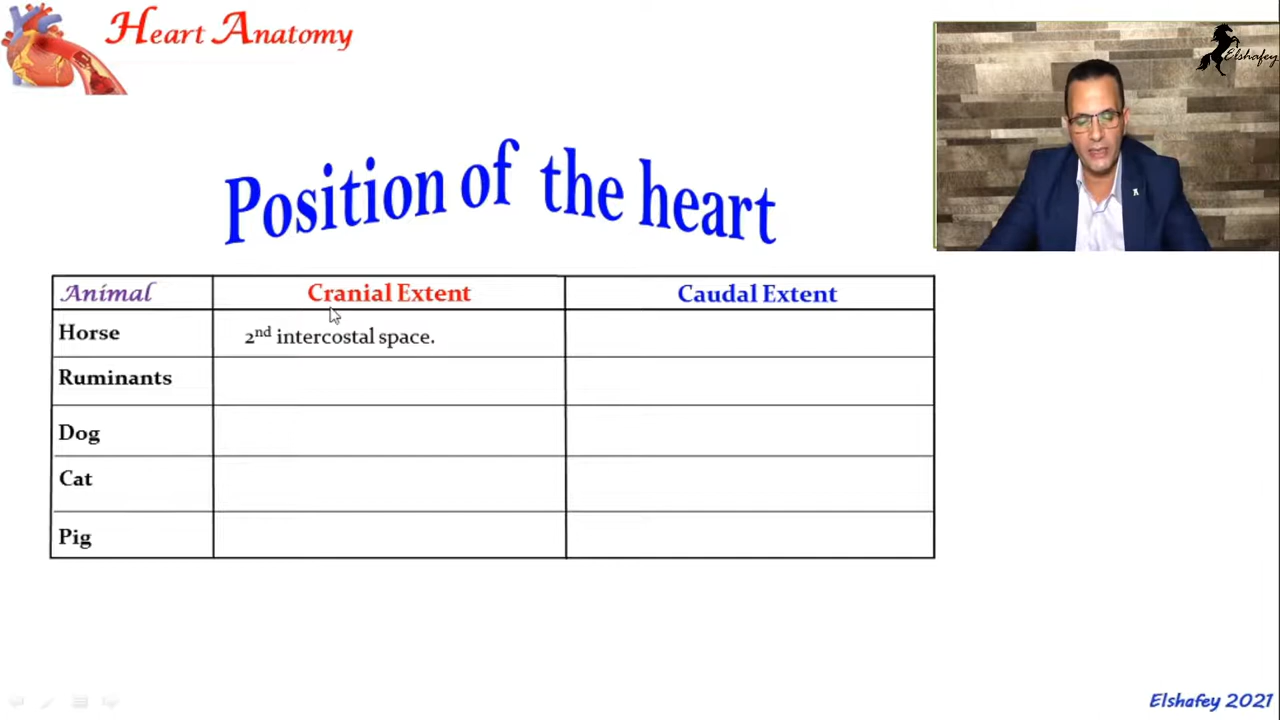 Heart Anatomy
Elshafey
Position of the heart
Animal Cranial Extent Caudal Extent
Horse 2nd intercostal space.
Ruminants
Dog
Cat
Pig
Elshafey 2021